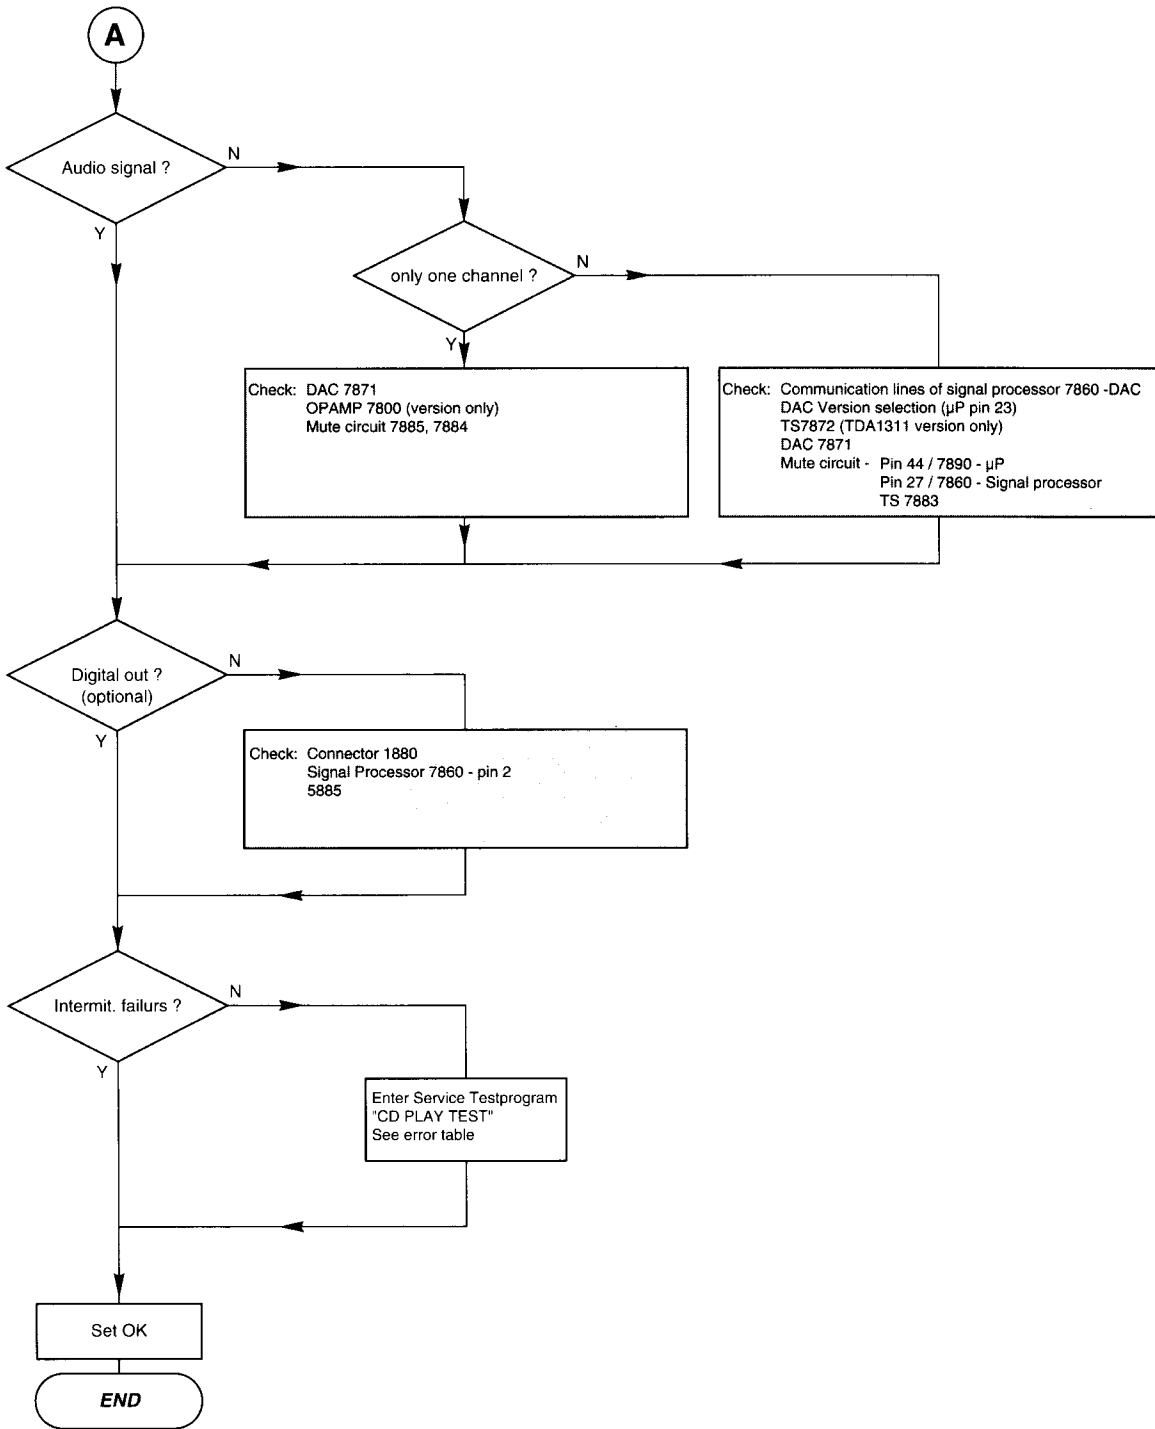 A
Audio signal ?
N
Y
only one channel ?
N
Y
Check: DAC 7871
OPAMP 7800 (version only)
Mute circuit 7885, 7884
Check: Communication lines of signal processor 7860 -DAC
DAC Version selection (µP pin 23)
TS7872 (TDA1311 version only)
DAC 7871
Mute circuit - Pin 44 / 7890 - µP
Pin 27 / 7860 - Signal processor
TS 7883
Digital out ?
(optional)
N
Y
Check: Connector 1880
Signal Processor 7860 - pin 2
5885
Intermit. failurs ?
N
Y
Enter Service Testprogram
"CD PLAY TEST"
See error table
Set OK
END